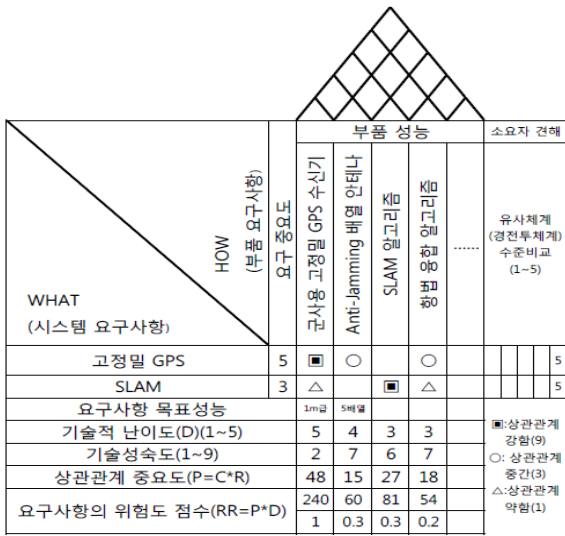 부품 성능
소요자 견해
HOW
(부품 요구사항)
요구 중요도
군사용 고정밀 GPS 수신기
Anti-Jamming 배열 안테나
SLAM 알고리즘
항법 융합 알고리즘
......
유사체계
(경전투체계)
수준비교
(1~5)
WHAT
(시스템 요구사항)
고정밀 GPS 5 ▣ ○ ○ 5
SLAM 3 △ ▣ △ 5
요구사항 목표성능 1m급 5배열
기술적 난이도(D)(1~5) 5 4 3 3
기술성숙도(1~9) 2 7 6 7
상관관계 중요도(P=C*R) 48 15 27 18
요구사항의 위험도 점수(RR=P*D) 240 60 81 54
1 0.3 0.3 0.2
▣:상관관계
강함(9)
○: 상관관계
중간(3)
△:상관관계
약함(1)